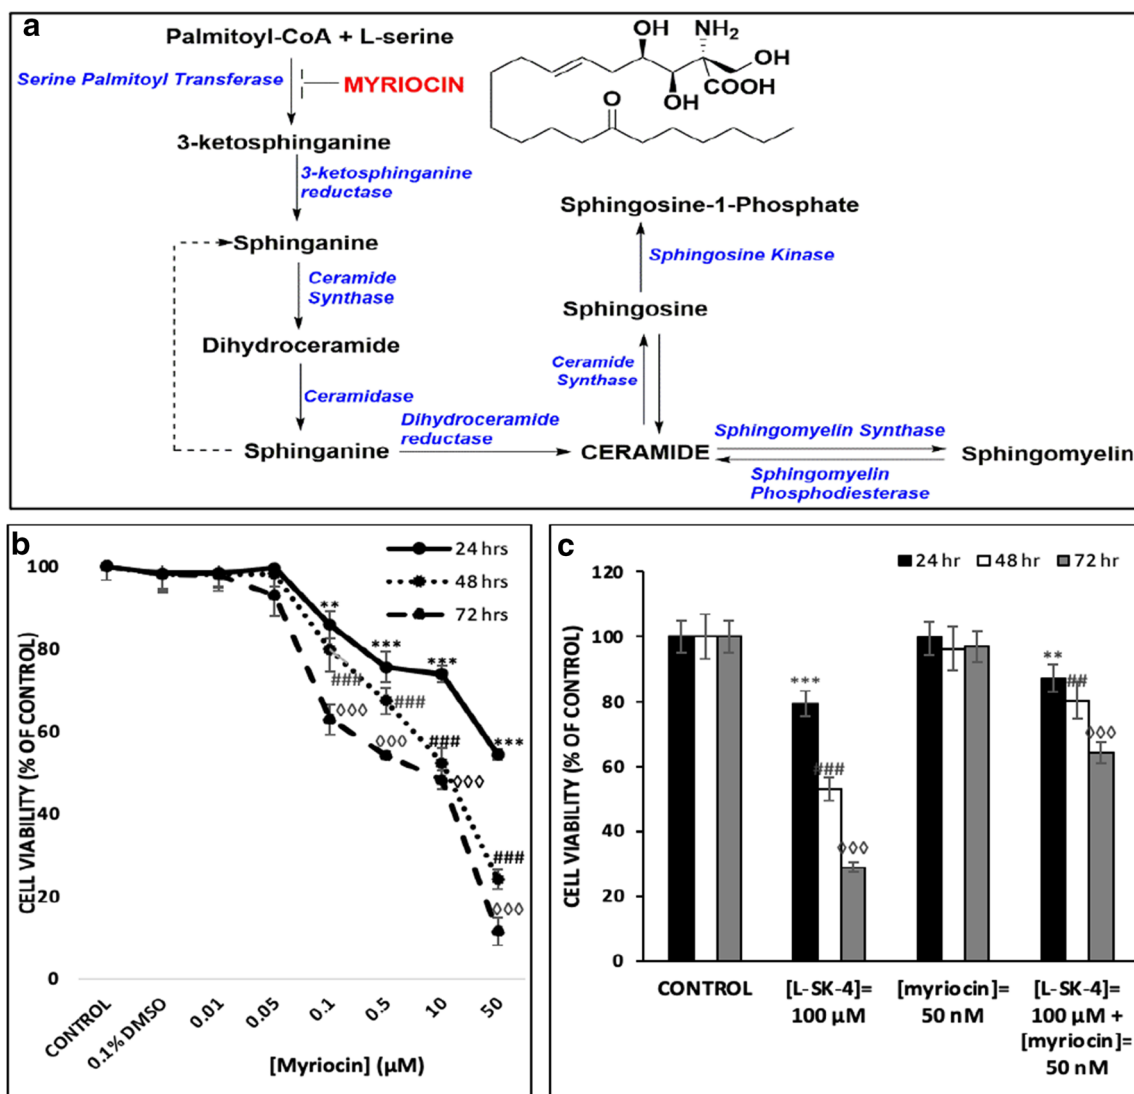 a
Palmitoyl-CoA + L-serine
Serine Palmitoyl Transferase
MYRIOCIN
OH
NH2
OH
COOH
OH
O
3-ketosphinganine
3-ketosphinganine
reductase
Sphingosine-1-Phosphate
Sphinganine
Sphingosine Kinase
Ceramide
Synthase
Sphingosine
Dihydroceramide
Ceramide
Synthase
Ceramidase
Dihydroceramide
reductase
Sphinganine
CERAMIDE
Sphingomyelin Synthase
Sphingomyelin
Sphingomyelin
Phosphodiesterase
b
24 hrs
48 hrs
72 hrs
CELL VIABILITY (% OF CONTROL)
100
80
60
40
20
0
**
***
***
***
###
###
###
###
◊◊◊
◊◊◊
◊◊◊
◊◊◊
CONTROL
0.1% DMSO
0.01
0.05
0.1
0.5
10
50
[Myriocin] (µM)
c
24 hr
48 hr
72 hr
CELL VIABILITY (% OF CONTROL)
120
100
80
60
40
20
0
***
###
◊◊◊
**
##
◊◊◊
CONTROL
[L-SK-4]=
100 µM
[myriocin]=
50 nM
[L-SK-4]=
100 µM +
[myriocin]=
50 nM